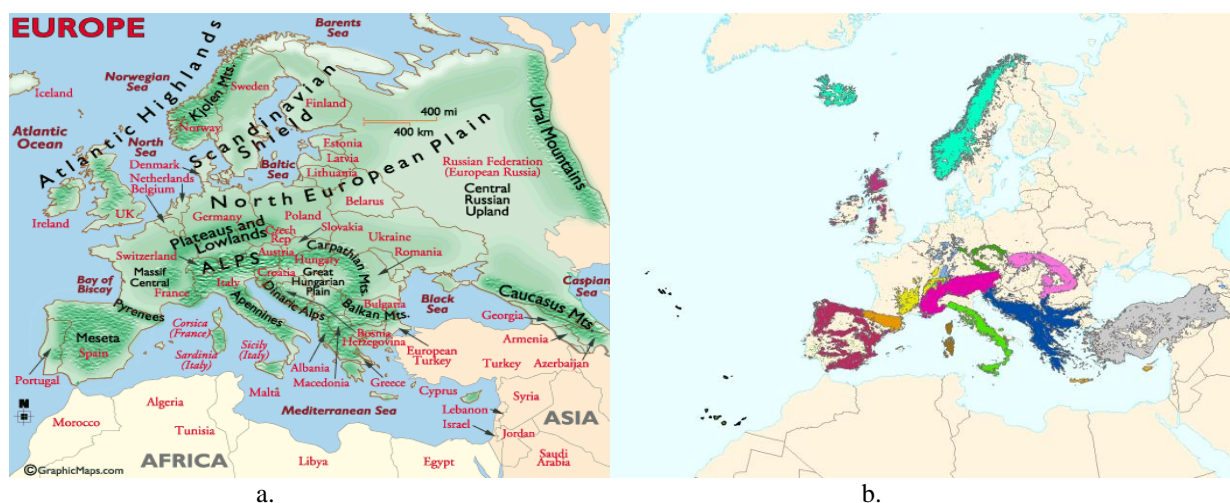 EUROPE
Barents
Sea
Norwegian
Sea
Iceland
Atlantic Highlands
Kjolen Mts.
Sweden
Finland
Norway
Scandinavian
Shield
400 mi
400 km
Ural Mountains
Atlantic
Ocean
North
Sea
Denmark
Netherlands
Belgium
Baltic
Sea
Estonia
Latvia
Lithuania
North European Plain
Russian Federation
(European Russia)
Central
Russian
Upland
Belarus
Ireland
UK
Germany
Poland
Plateaus and
Lowlands
Czech
Rep
Slovakia
Ukraine
Switzerland
ALPS
Austria
Hungary
Carpathian Mts.
Romania
Bay of
Biscay
Massif
Central
France
Italy
Croatia
Great
Hungarian
Plain
Caspian
Sea
Pyrenees
Apennines
Dinaric Alps
Bulgaria
Balkan Mts.
Black
Sea
Caucasus Mts
Georgia
Meseta
Spain
Corsica
(France)
Bosnia
Herzegovina
Armenia
Sardinia
(Italy)
Sicily
(Italy)
European
Turkey
Turkey
Azerbaijan
Portugal
Albania
Macedonia
Greece
Malta
Cyprus
Syria
N
Mediterranean Sea
Lebanon
Israel
ASIA
Algeria
Morocco
Tunisia
Jordan
Saudi
Arabia
AFRICA
Libya
Egypt
©GraphicMaps.com
a.
b.